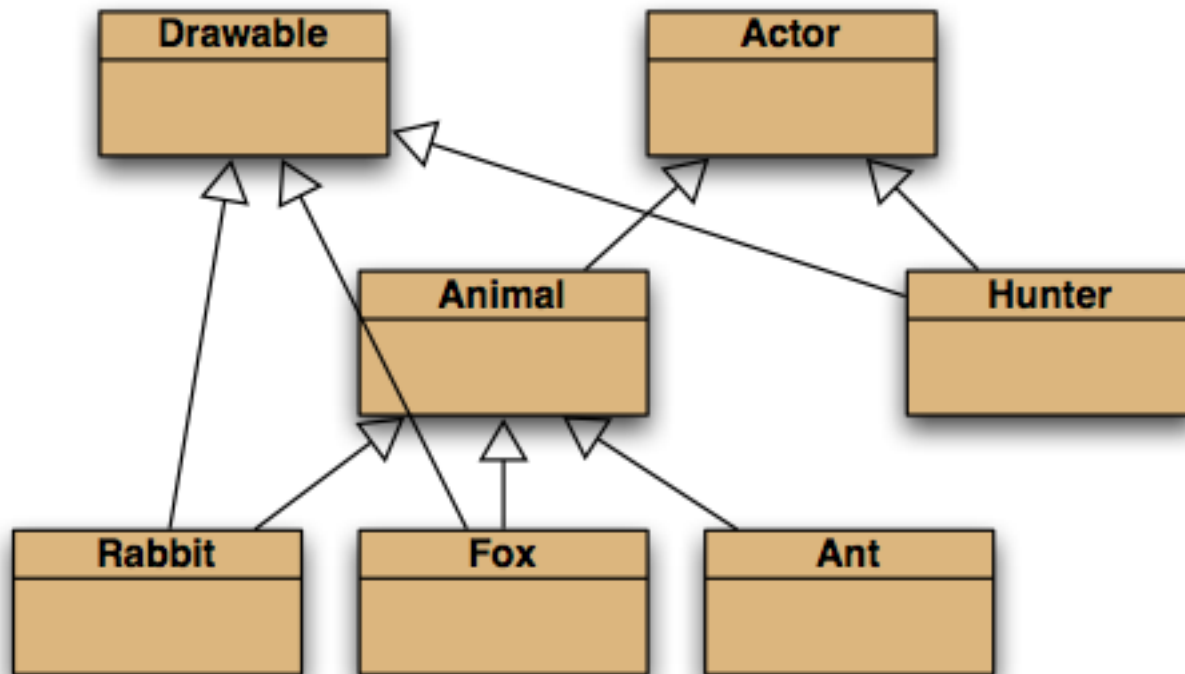 Drawable
Actor
Animal
Hunter
Rabbit
Fox
Ant